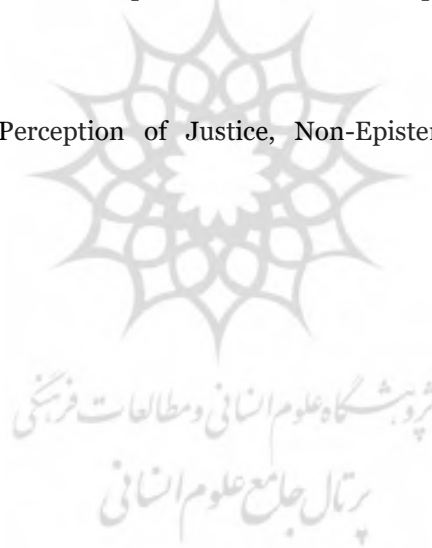 Perception of Justice, Non-Epister
پژوهشگاه علوم انسانی و مطالعات فرهنگی
پرتال جامع علوم انسانی